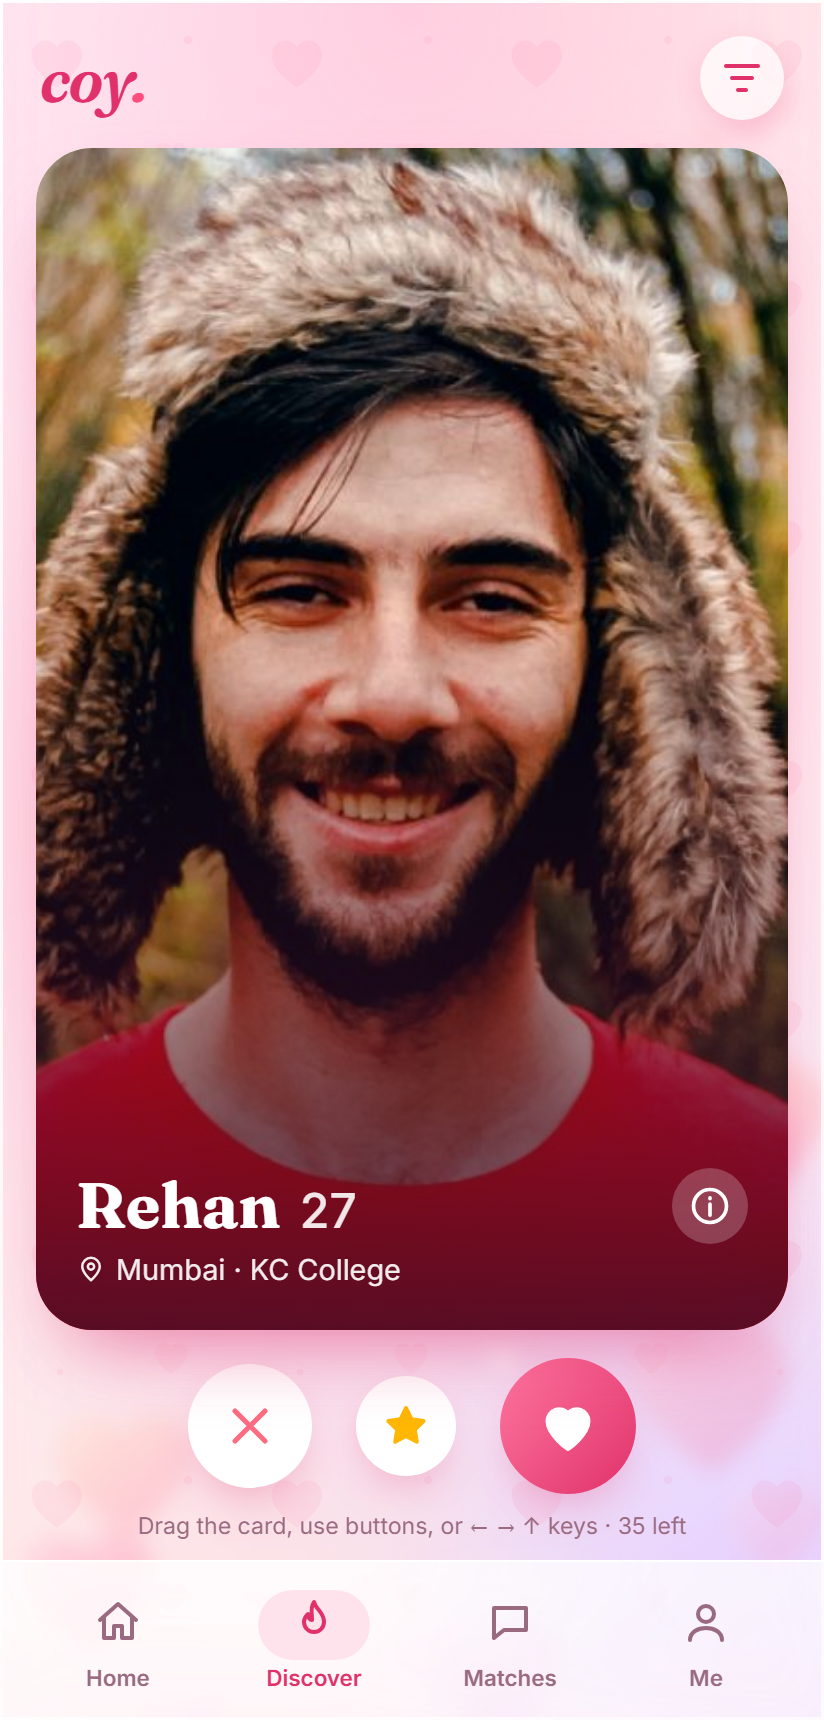 coy.
Rehan 27
Mumbai · KC College
Drag the card, use buttons, or ← → ↑ keys · 35 left
Home
Discover
Matches
Me